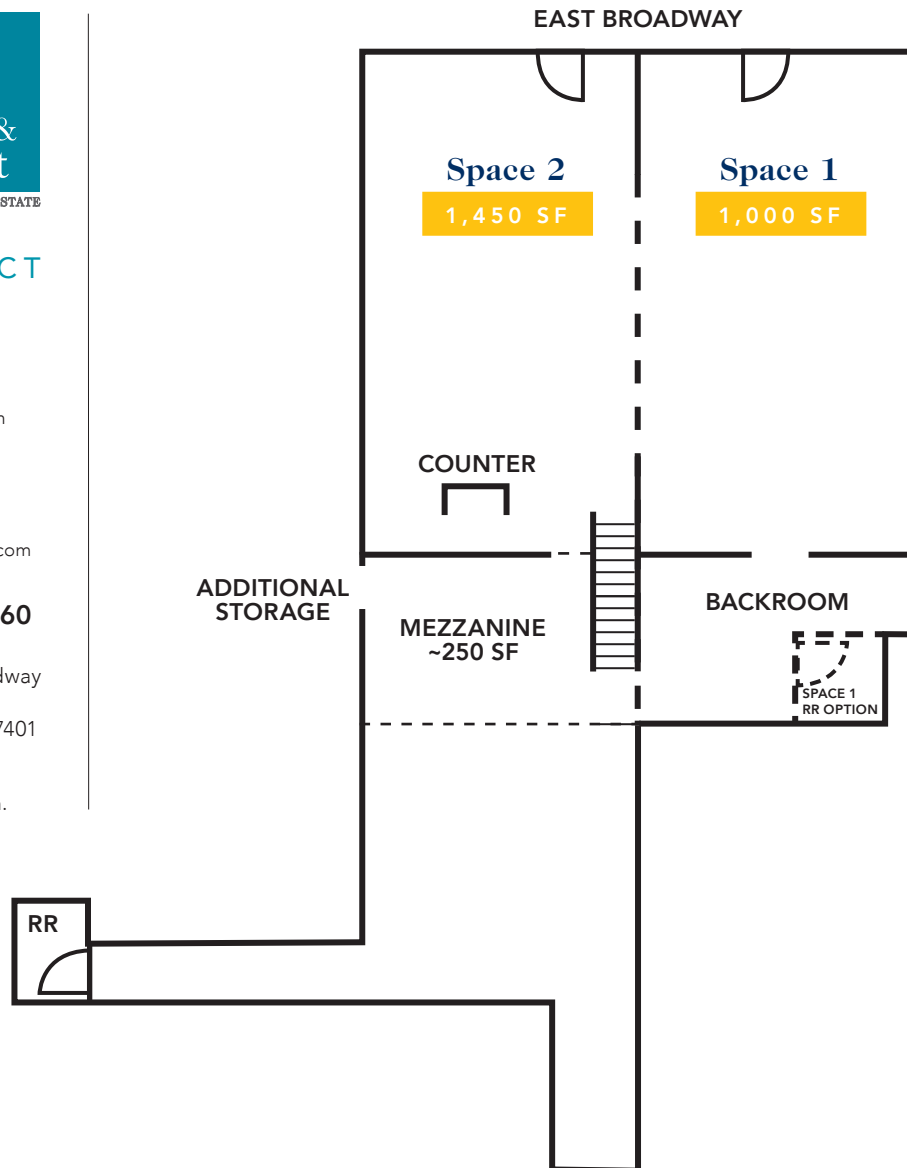 EAST BROADWAY
&
t
STATE
CT
n
com
60
dway
7401
.
Space 2
1,450 SF
Space 1
1,000 SF
COUNTER
ADDITIONAL
STORAGE
MEZZANINE
~250 SF
BACKROOM
SPACE 1
RR OPTION
RR